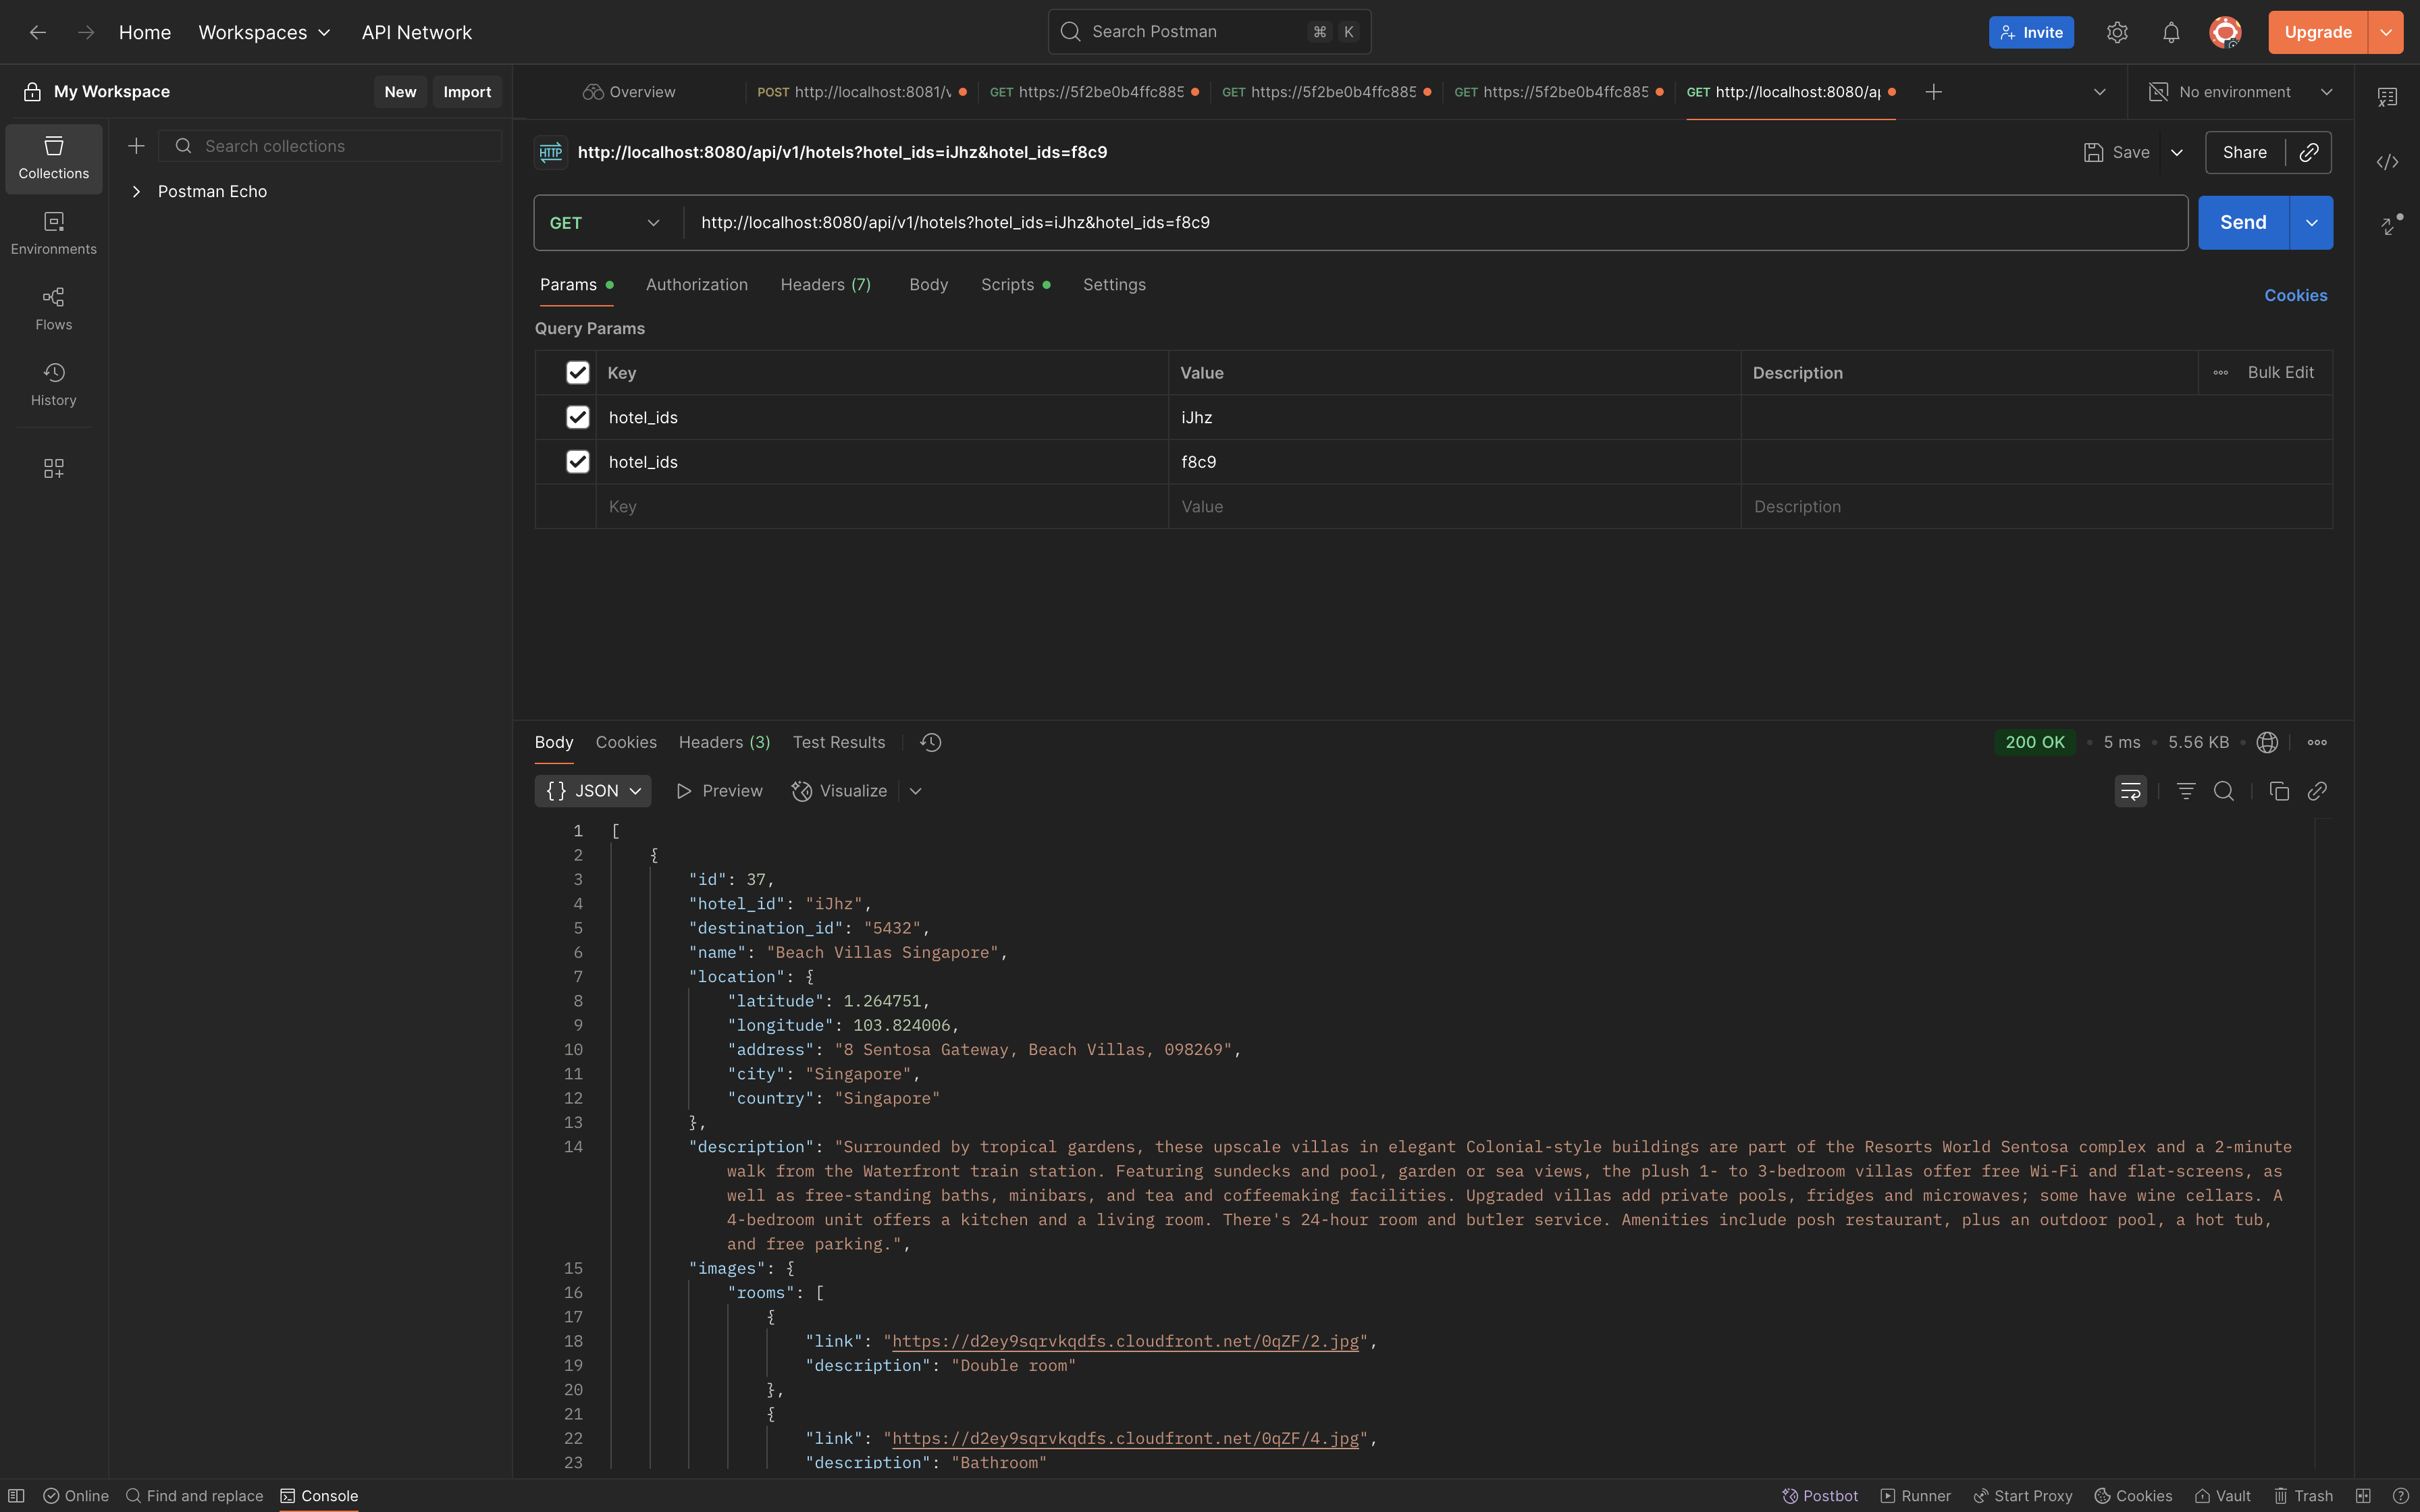 Home Workspaces API Network
Search Postman ⌘ K
Invite
Upgrade
My Workspace New Import
Overview
POST http://localhost:8081/v
GET https://5f2be0b4ffc885
GET https://5f2be0b4ffc885
GET https://5f2be0b4ffc885
GET http://localhost:8080/ap
No environment
Collections
Environments
Flows
History
Search collections
Postman Echo
HTTP http://localhost:8080/api/v1/hotels?hotel_ids=iJhz&hotel_ids=f8c9
Save Share
GET http://localhost:8080/api/v1/hotels?hotel_ids=iJhz&hotel_ids=f8c9
Send
Params Authorization Headers (7) Body Scripts Settings
Cookies
Query Params
Key Value Description Bulk Edit
hotel_ids iJhz
hotel_ids f8c9
Key Value Description
Body Cookies Headers (3) Test Results
200 OK 5 ms 5.56 KB
{} JSON Preview Visualize
1 [
2 {
3 "id": 37,
4 "hotel_id": "iJhz",
5 "destination_id": "5432",
6 "name": "Beach Villas Singapore",
7 "location": {
8 "latitude": 1.264751,
9 "longitude": 103.824006,
10 "address": "8 Sentosa Gateway, Beach Villas, 098269",
11 "city": "Singapore",
12 "country": "Singapore"
13 },
14 "description": "Surrounded by tropical gardens, these upscale villas in elegant Colonial-style buildings are part of the Resorts World Sentosa complex and a 2-minute
walk from the Waterfront train station. Featuring sundecks and pool, garden or sea views, the plush 1- to 3-bedroom villas offer free Wi-Fi and flat-screens, as
well as free-standing baths, minibars, and tea and coffeemaking facilities. Upgraded villas add private pools, fridges and microwaves; some have wine cellars. A
4-bedroom unit offers a kitchen and a living room. There's 24-hour room and butler service. Amenities include posh restaurant, plus an outdoor pool, a hot tub,
and free parking.",
15 "images": {
16 "rooms": [
17 {
18 "link": "https://d2ey9sqrvkqdfs.cloudfront.net/0qZF/2.jpg",
19 "description": "Double room"
20 },
21 {
22 "link": "https://d2ey9sqrvkqdfs.cloudfront.net/0qZF/4.jpg",
23 "description": "Bathroom"
Online Find and replace Console
Postbot Runner Start Proxy Cookies Vault Trash